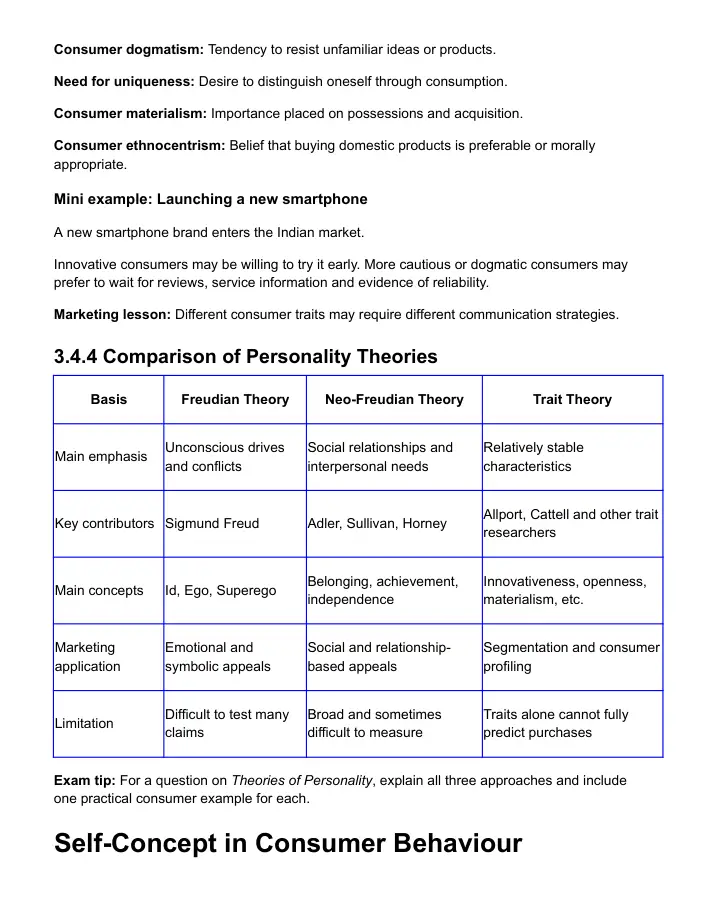 Consumer dogmatism: Tendency to resist unfamiliar ideas or products.
Need for uniqueness: Desire to distinguish oneself through consumption.
Consumer materialism: Importance placed on possessions and acquisition.
Consumer ethnocentrism: Belief that buying domestic products is preferable or morally
appropriate.
Mini example: Launching a new smartphone
A new smartphone brand enters the Indian market.
Innovative consumers may be willing to try it early. More cautious or dogmatic consumers may
prefer to wait for reviews, service information and evidence of reliability.
Marketing lesson: Different consumer traits may require different communication strategies.
3.4.4 Comparison of Personality Theories
Basis Freudian Theory Neo-Freudian Theory Trait Theory
Main emphasis
Unconscious drives
and conflicts
Social relationships and
interpersonal needs
Relatively stable
characteristics
Key contributors
Sigmund Freud
Adler, Sullivan, Horney
Allport, Cattell and other trait
researchers
Main concepts
Id, Ego, Superego
Belonging, achievement,
independence
Innovativeness, openness,
materialism, etc.
Marketing
application
Emotional and
symbolic appeals
Social and relationship-
based appeals
Segmentation and consumer
profiling
Limitation
Difficult to test many
claims
Broad and sometimes
difficult to measure
Traits alone cannot fully
predict purchases
Exam tip: For a question on Theories of Personality, explain all three approaches and include
one practical consumer example for each.
Self-Concept in Consumer Behaviour